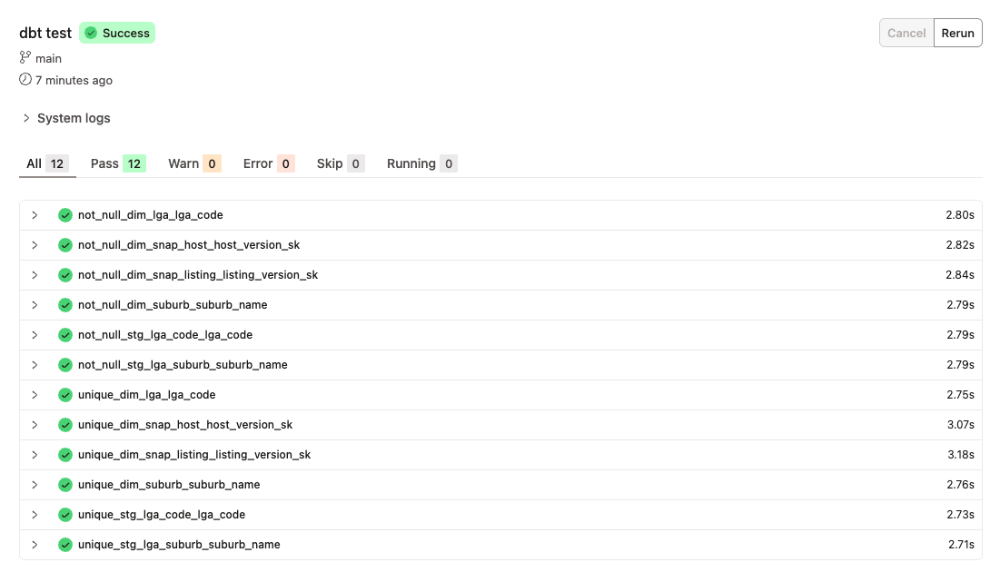 dbt test Success Cancel Rerun
main
7 minutes ago
System logs
All 12 Pass 12 Warn 0 Error 0 Skip 0 Running 0
not_null_dim_lga_lga_code 2.80s
not_null_dim_snap_host_host_version_sk 2.82s
not_null_dim_snap_listing_listing_version_sk 2.84s
not_null_dim_suburb_suburb_name 2.79s
not_null_stg_lga_code_lga_code 2.79s
not_null_stg_lga_suburb_suburb_name 2.79s
unique_dim_lga_lga_code 2.75s
unique_dim_snap_host_host_version_sk 3.07s
unique_dim_snap_listing_listing_version_sk 3.18s
unique_dim_suburb_suburb_name 2.76s
unique_stg_lga_code_lga_code 2.73s
unique_stg_lga_suburb_suburb_name 2.71s